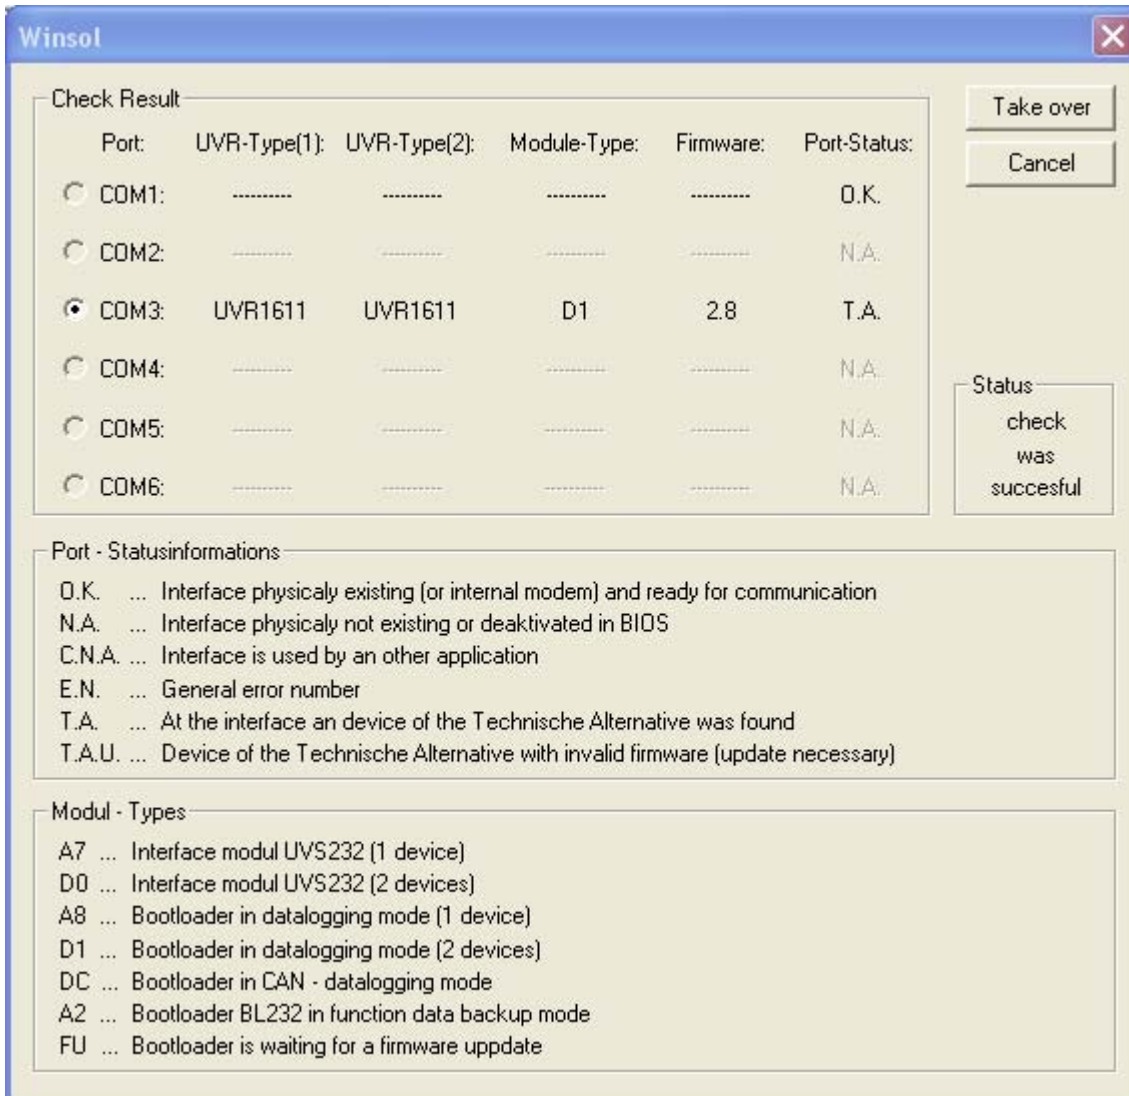 Winsol
Check Result
Port: UVR-Type(1): UVR-Type(2): Module-Type: Firmware: Port-Status:
COM1: ---------- ---------- ---------- ---------- O.K.
COM2: ---------- ---------- ---------- ---------- N.A.
COM3: UVR1611 UVR1611 D1 2.8 T.A.
COM4: ---------- ---------- ---------- ---------- N.A.
COM5: ---------- ---------- ---------- ---------- N.A.
COM6: ---------- ---------- ---------- ---------- N.A.
Take over
Cancel
Status
check
was
succesful
Port - Statusinformations
O.K. ... Interface physicaly existing (or internal modem) and ready for communication
N.A. ... Interface physicaly not existing or deaktivated in BIOS
C.N.A. ... Interface is used by an other application
E.N. ... General error number
T.A. ... At the interface an device of the Technische Alternative was found
T.A.U. ... Device of the Technische Alternative with invalid firmware (update necessary)
Modul - Types
A7 ... Interface modul UVS232 (1 device)
D0 ... Interface modul UVS232 (2 devices)
A8 ... Bootloader in datalogging mode (1 device)
D1 ... Bootloader in datalogging mode (2 devices)
DC ... Bootloader in CAN - datalogging mode
A2 ... Bootloader BL232 in function data backup mode
FU ... Bootloader is waiting for a firmware uppdate